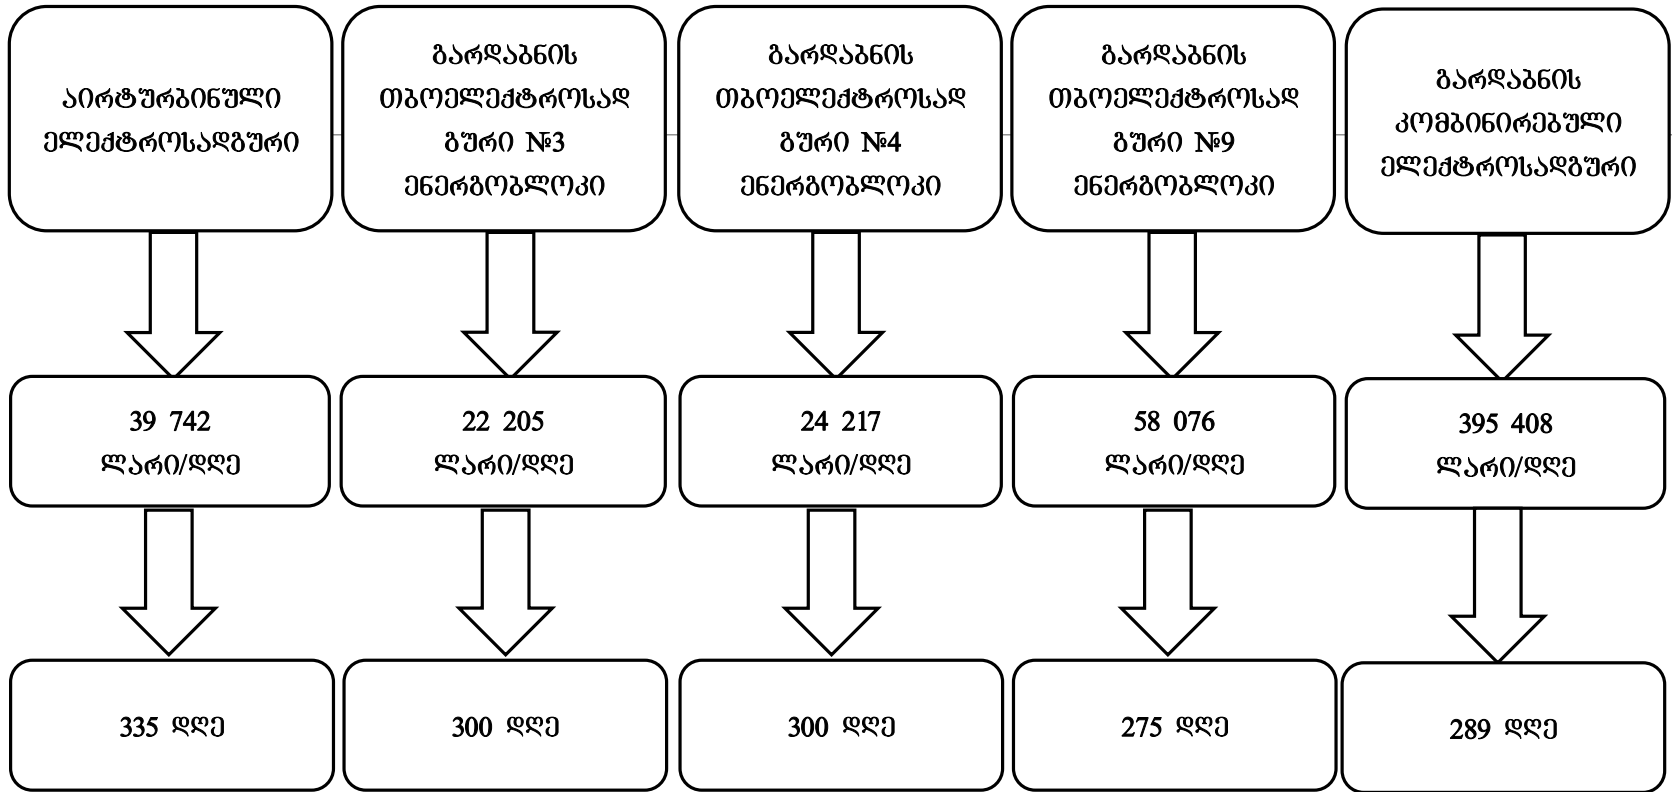 აირტურბინული
ელექტროსადგური
გარდაბნის
თბოელექტროსად
გური №3
ენერგობლოკი
გარდაბნის
თბოელექტროსად
გური №4
ენერგობლოკი
გარდაბნის
თბოელექტროსად
გური №9
ენერგობლოკი
გარდაბნის
კომბინირებული
ელექტროსადგური
39 742
ლარი/დღე
22 205
ლარი/დღე
24 217
ლარი/დღე
58 076
ლარი/დღე
395 408
ლარი/დღე
335 დღე
300 დღე
300 დღე
275 დღე
289 დღე